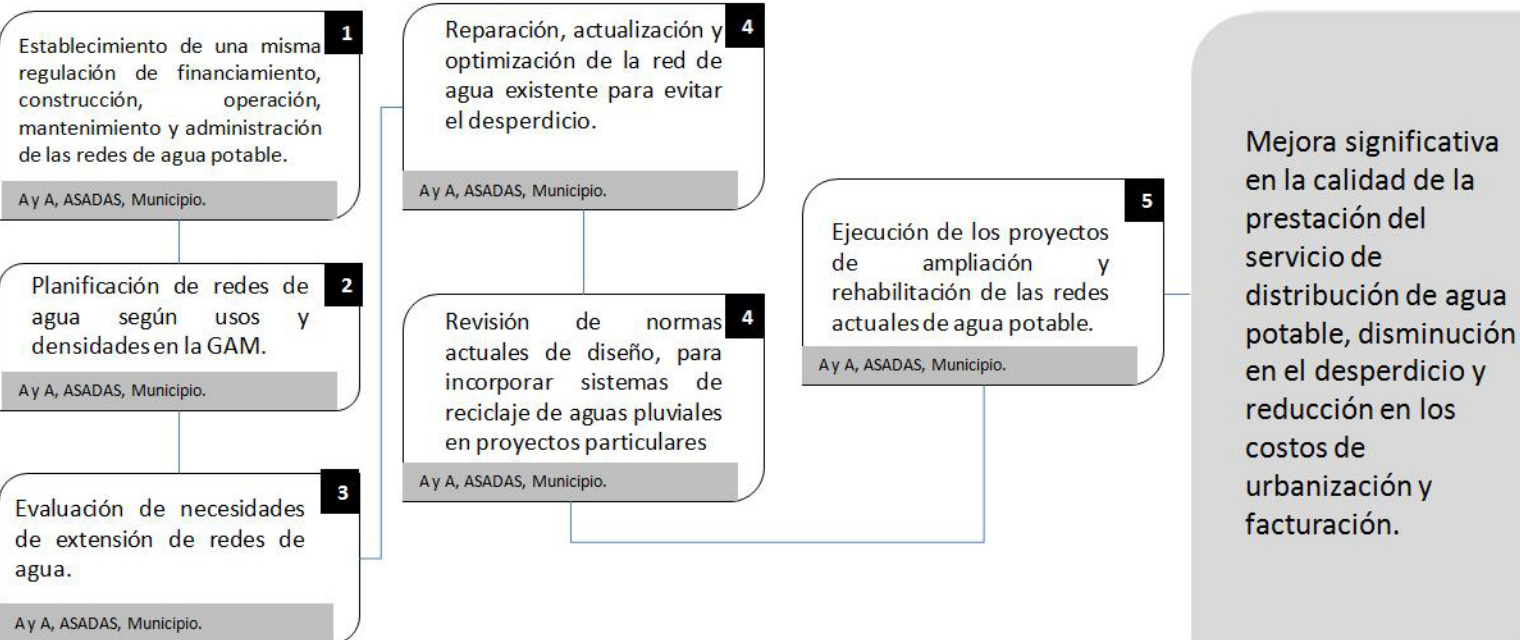 1
Establecimiento de una misma
regulación de financiamiento,
construcción, operación,
mantenimiento y administración
de las redes de agua potable.
A y A, ASADAS, Municipio.
2
Planificación de redes de
agua según usos y
densidades en la GAM.
A y A, ASADAS, Municipio.
3
Evaluación de necesidades
de extensión de redes de
agua.
A y A, ASADAS, Municipio.
4
Reparación, actualización y
optimización de la red de
agua existente para evitar
el desperdicio.
A y A, ASADAS, Municipio.
4
Revisión de normas
actuales de diseño, para
incorporar sistemas de
reciclaje de aguas pluviales
en proyectos particulares
A y A, ASADAS, Municipio.
5
Ejecución de los proyectos
de ampliación y
rehabilitación de las redes
actuales de agua potable.
A y A, ASADAS, Municipio.
Mejora significativa
en la calidad de la
prestación del
servicio de
distribución de agua
potable, disminución
en el desperdicio y
reducción en los
costos de
urbanización y
facturación.